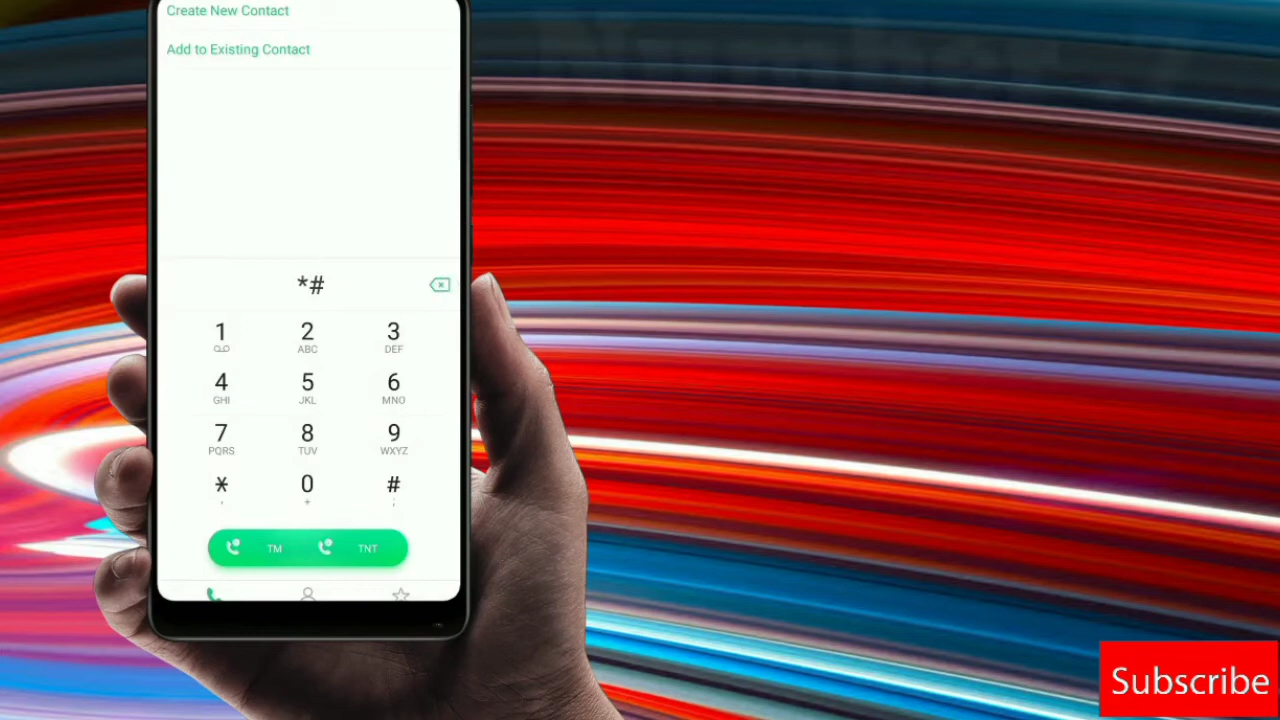 Create New Contact
Add to Existing Contact
*#
1 2 3
ABC DEF
4 5 6
GHI JKL MNO
7 8 9
PQRS TUV WXYZ
* 0 #
, + ;
TM TNT
Subscribe